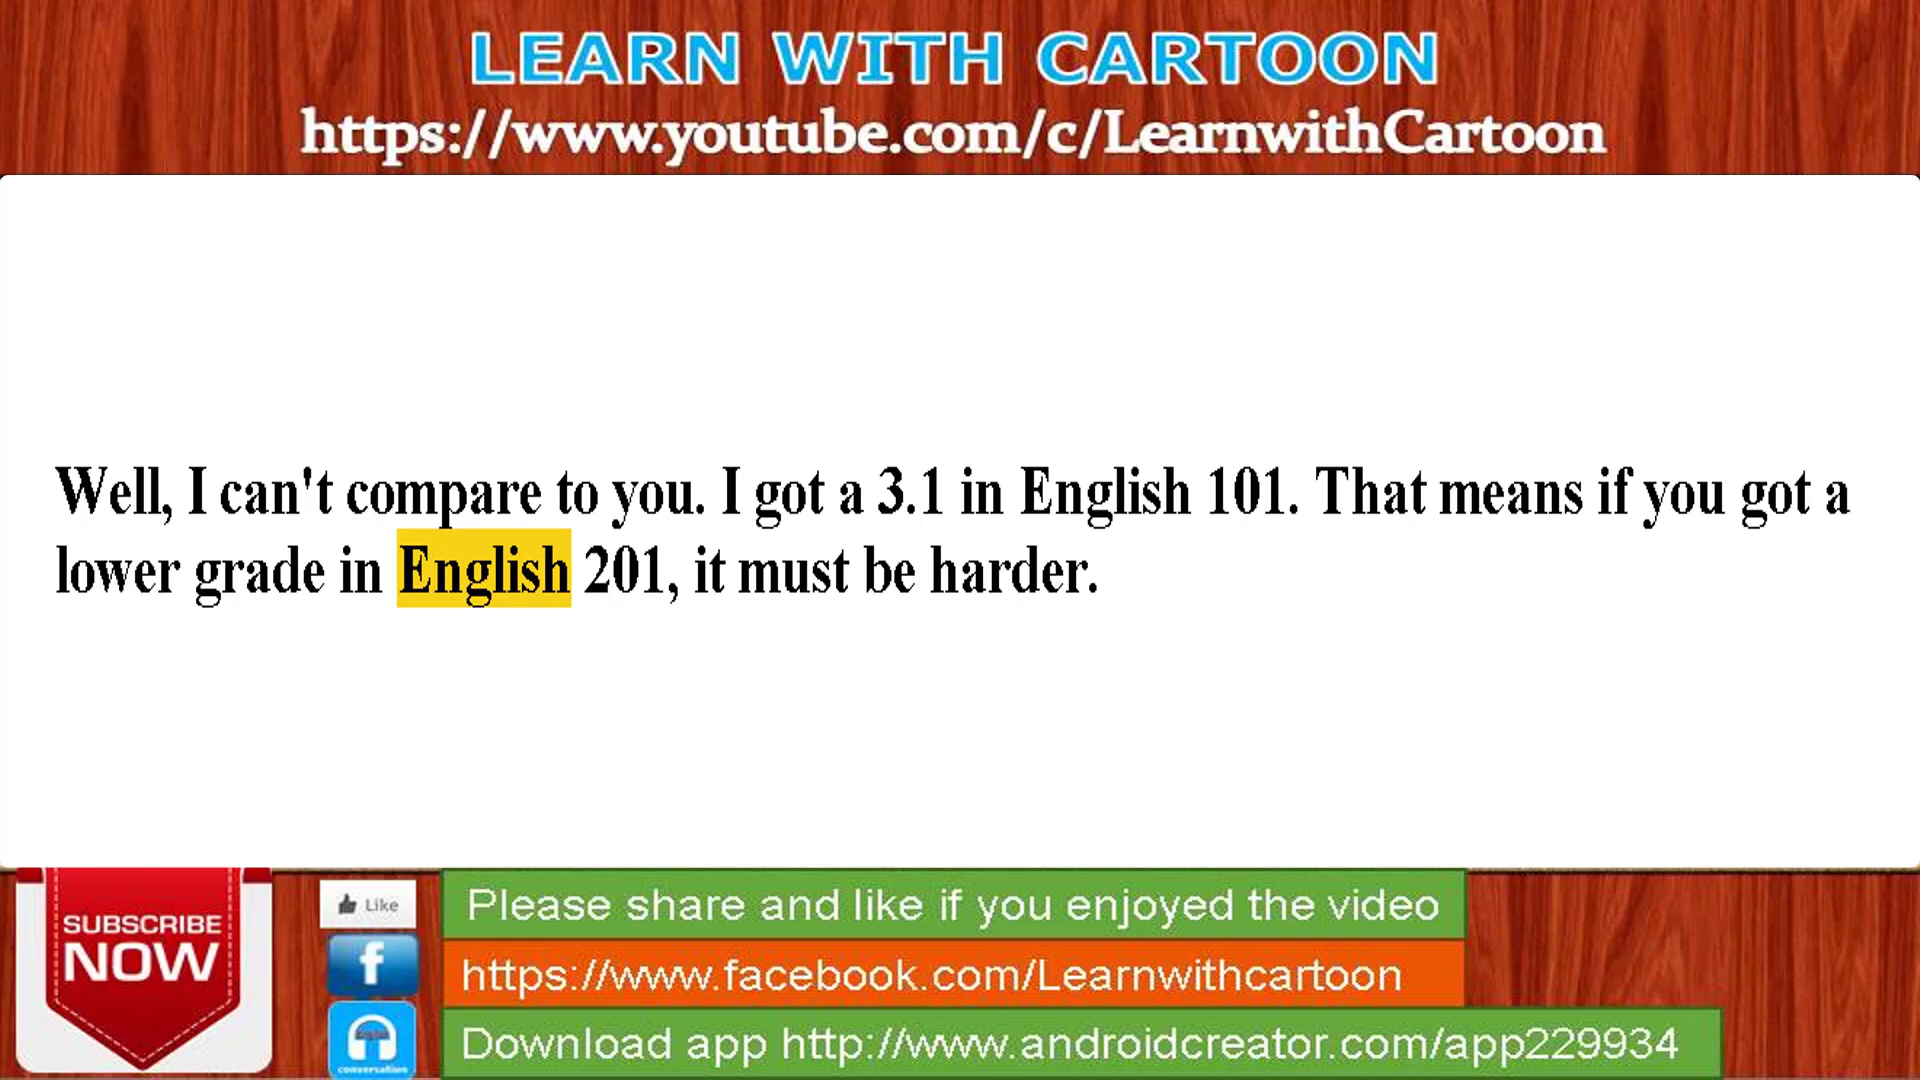 LEARN WITH CARTOON
https://www.youtube.com/c/LearnwithCartoon
Well, I can't compare to you. I got a 3.1 in English 101. That means if you got a
lower grade in English 201, it must be harder.
SUBSCRIBE
NOW
Like
f
English
conversation
Please share and like if you enjoyed the video
https://www.facebook.com/Learnwithcartoon
Download app http://www.androidcreator.com/app229934